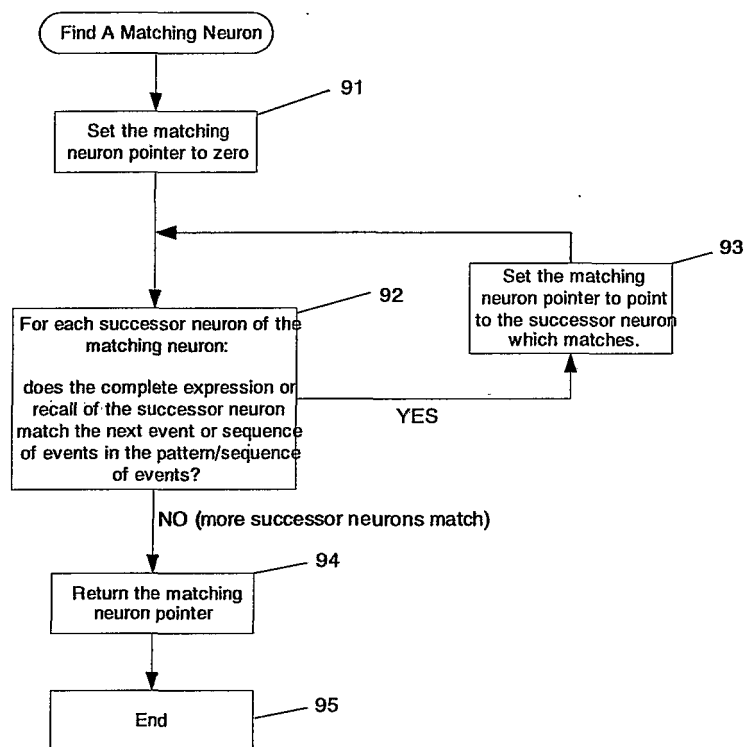 Find A Matching Neuron
91
Set the matching
neuron pointer to zero
93
Set the matching
neuron pointer to point
to the successor neuron
which matches.
92
For each successor neuron of the
matching neuron:
does the complete expression or
recall of the successor neuron
match the next event or sequence
of events in the pattern/sequence
of events?
YES
NO (more successor neurons match)
94
Return the matching
neuron pointer
95
End